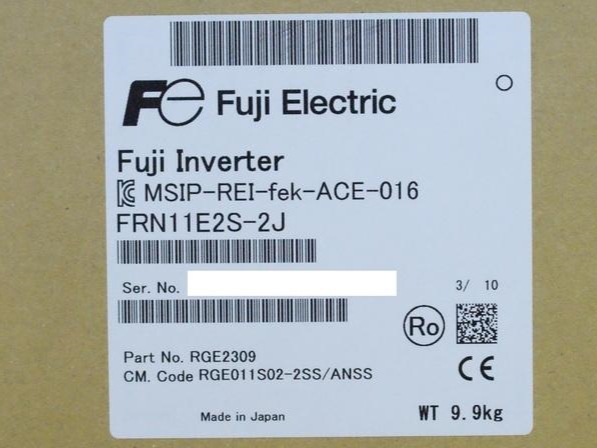 Fe Fuji Electric
Fuji Inverter
MSIP-REI-fek-ACE-016
FRN11E2S-2J
Ser. No.
3/ 10
Ro
Part No. RGE2309
CM. Code RGE011S02-2SS/ANSS
CE
Made in Japan
WT 9.9kg